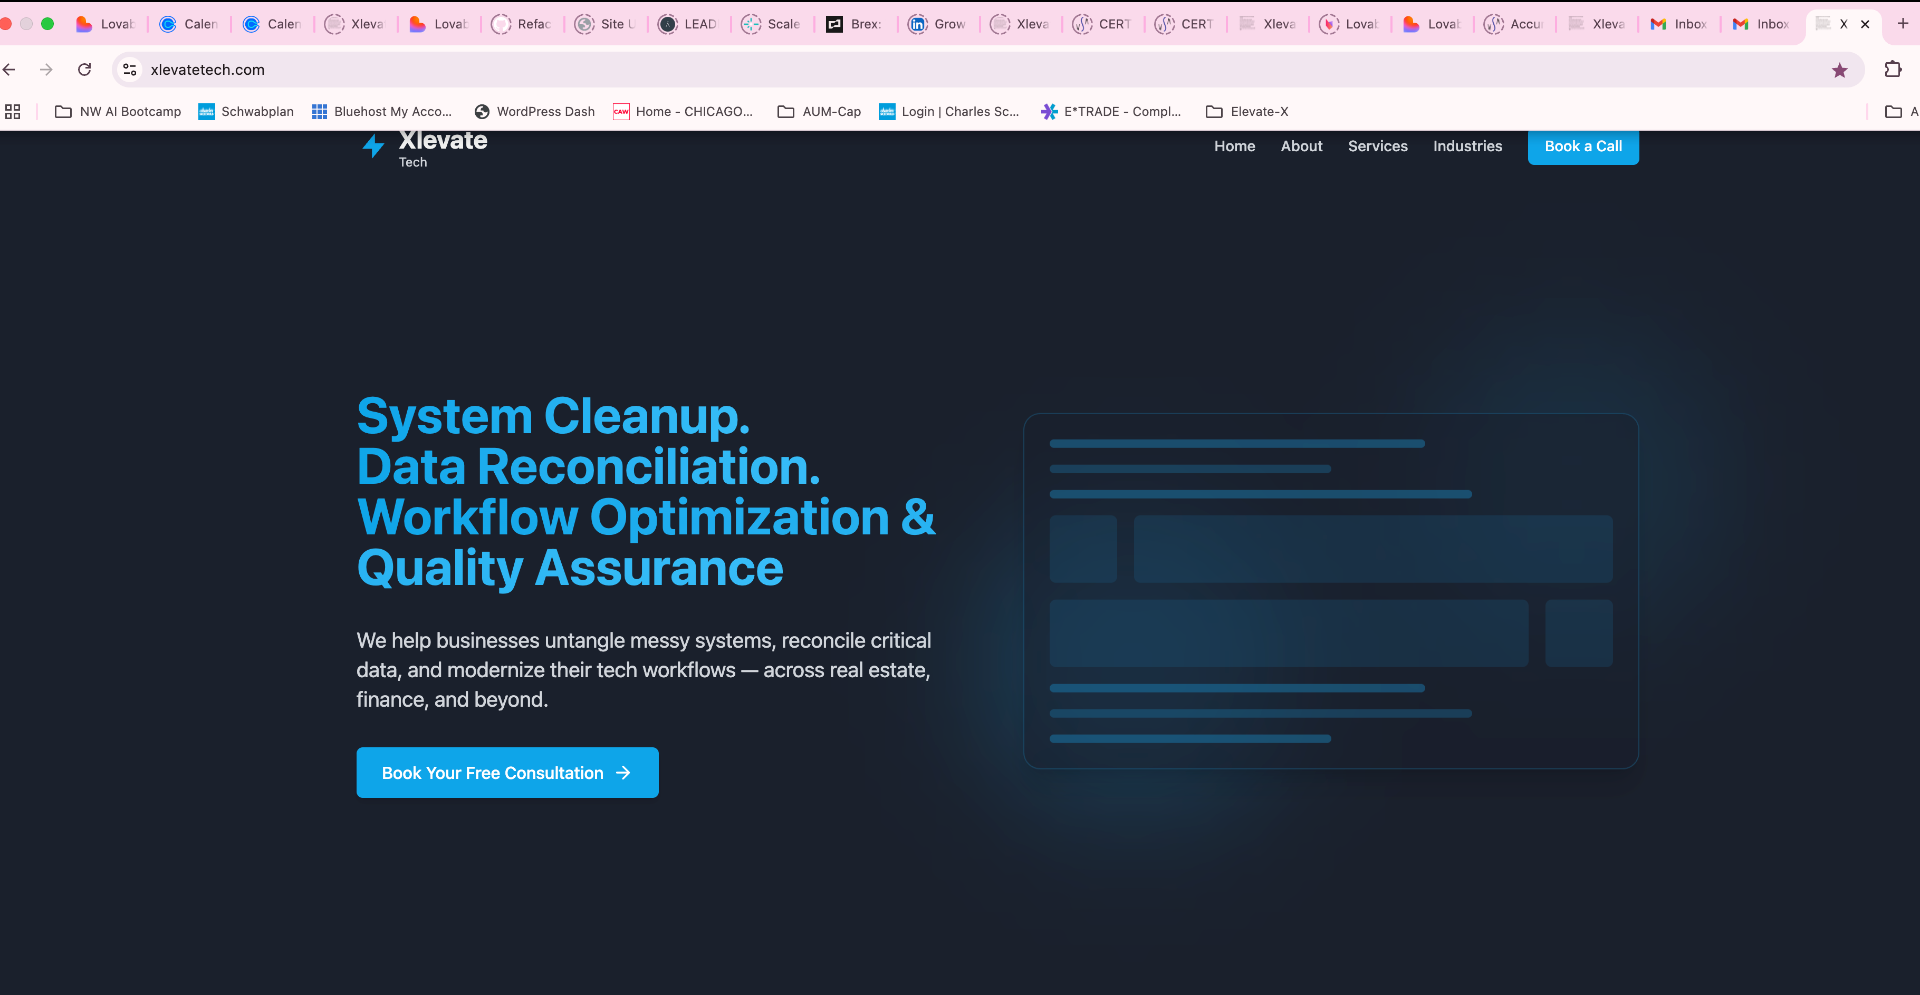 Lovab
Calen
Calen
Xleva
Lovab
Refac
Site U
LEAD
Scale
Brex:
Grow
Xleva
CERT
CERT
Xleva
Lovab
Lovab
Accu
Xleva
Inbox
Inbox
X
xlevatetech.com
NW AI Bootcamp
Schwabplan
Bluehost My Acco...
WordPress Dash
CAW
Home - CHICAGO...
AUM-Cap
Login | Charles Sc...
E*TRADE - Compl...
Elevate-X
A
Xlevate
Tech
Home
About
Services
Industries
Book a Call
System Cleanup.
Data Reconciliation.
Workflow Optimization &
Quality Assurance
We help businesses untangle messy systems, reconcile critical
data, and modernize their tech workflows — across real estate,
finance, and beyond.
Book Your Free Consultation